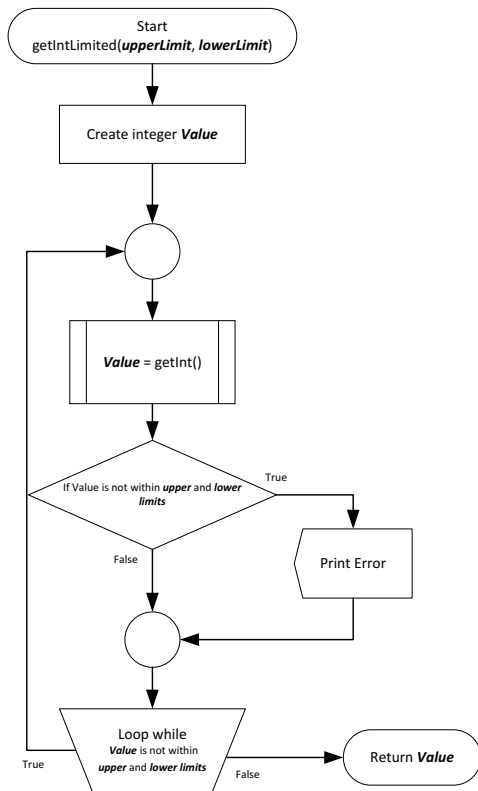 Start
getIntLimited(upperLimit, lowerLimit)
Create integer Value
Value = getInt()
If Value is not within upper and lower
limits
True
False
Print Error
Loop while
Value is not within
upper and lower limits
True
False
Return Value